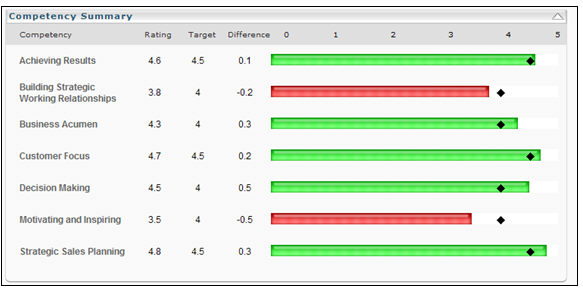 Competency Summary
Competency Rating Target Difference 0 1 2 3 4 5
Achieving Results 4.6 4.5 0.1
Building Strategic
Working Relationships 3.8 4 -0.2
Business Acumen 4.3 4 0.3
Customer Focus 4.7 4.5 0.2
Decision Making 4.5 4 0.5
Motivating and Inspiring 3.5 4 -0.5
Strategic Sales Planning 4.8 4.5 0.3